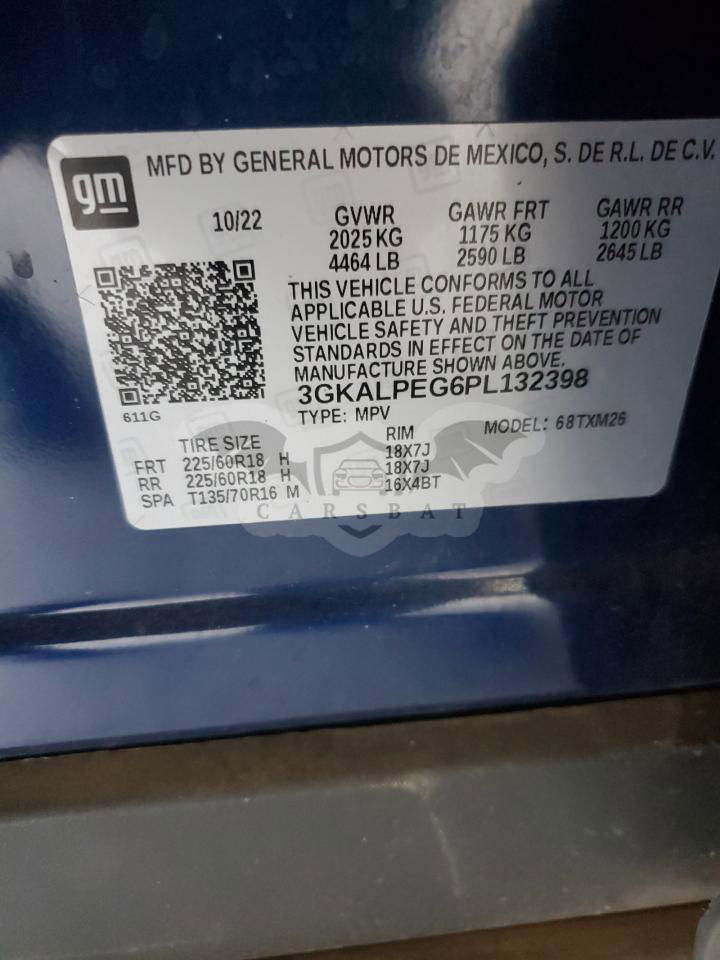 gm
MFD BY GENERAL MOTORS DE MEXICO, S. DE R.L. DE C.V.
10/22 GVWR GAWR FRT GAWR RR
2025 KG 1175 KG 1200 KG
4464 LB 2590 LB 2645 LB
THIS VEHICLE CONFORMS TO ALL
APPLICABLE U.S. FEDERAL MOTOR
VEHICLE SAFETY AND THEFT PREVENTION
STANDARDS IN EFFECT ON THE DATE OF
MANUFACTURE SHOWN ABOVE.
3GKALPEG6PL132398
611G
TYPE: MPV MODEL: 68TXM26
TIRE SIZE RIM
FRT 225/60R18 H 18X7J
RR 225/60R18 H 18X7J
SPA T135/70R16 M 16X4BT
CARSBAT